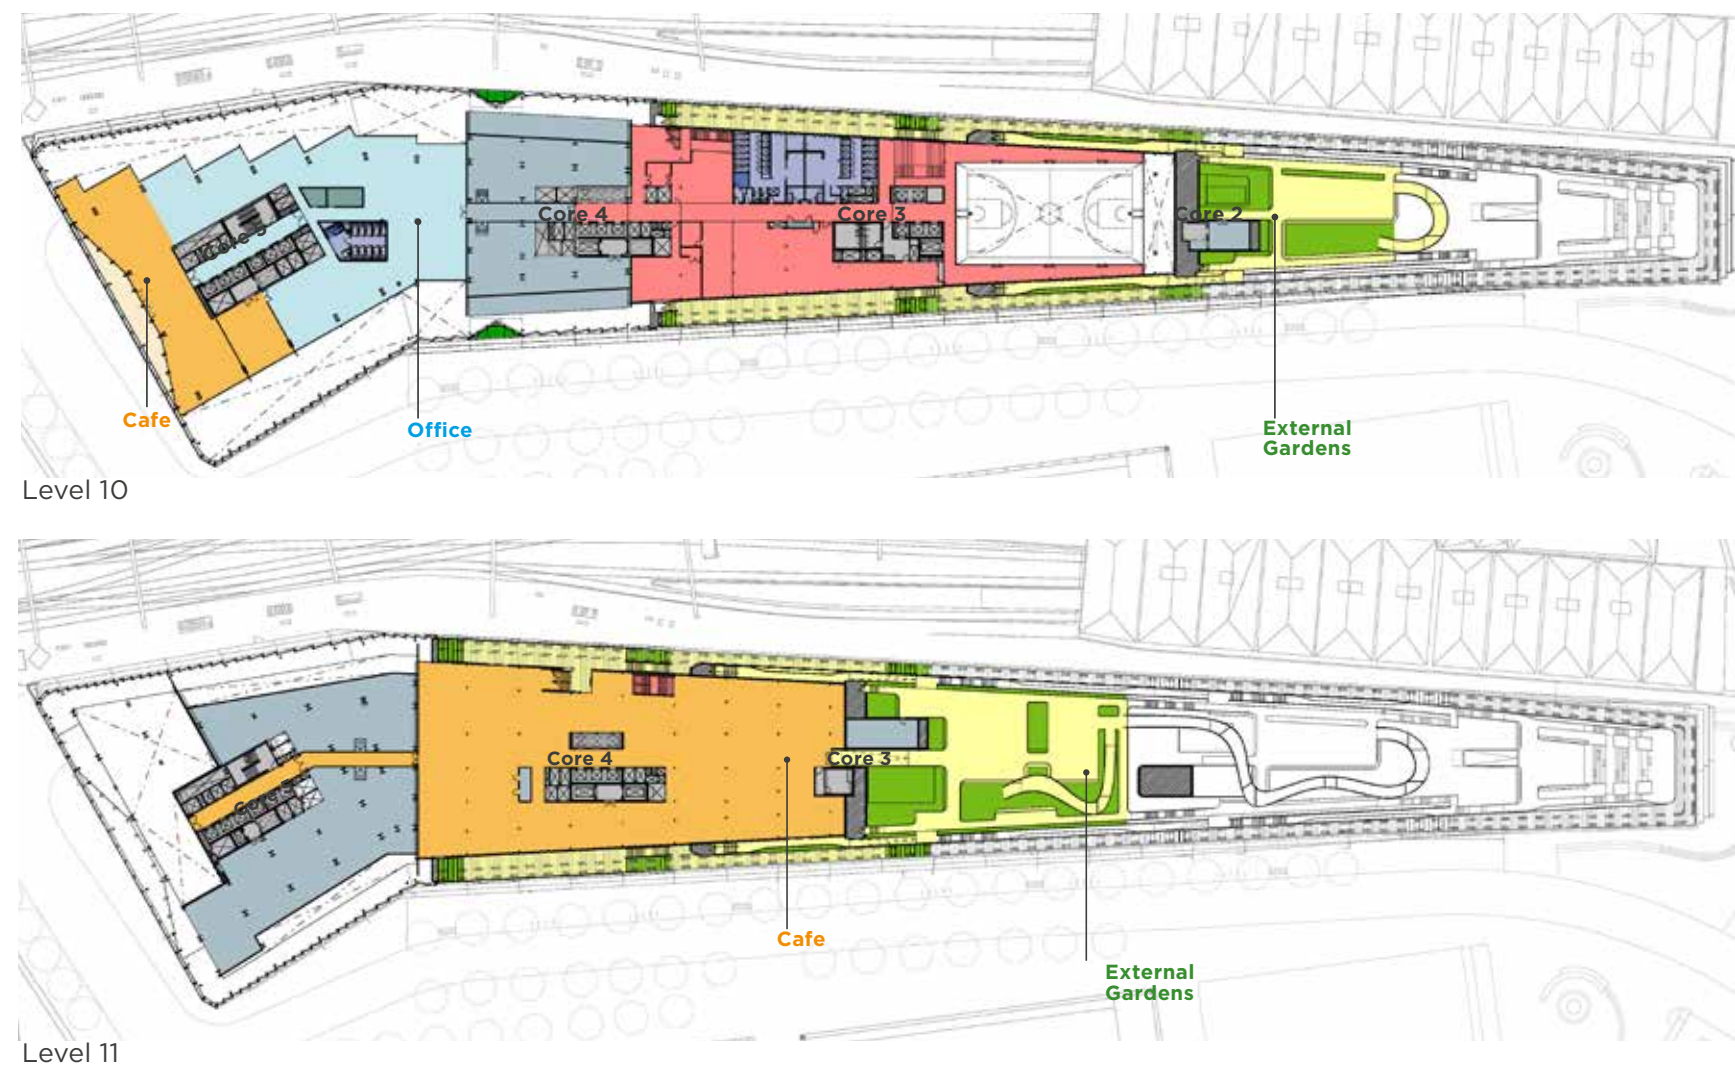 Core 4
Core 3
Core 2
Cafe
Office
External
Gardens
Level 10
Core 4
Core 3
Cafe
External
Gardens
Level 11